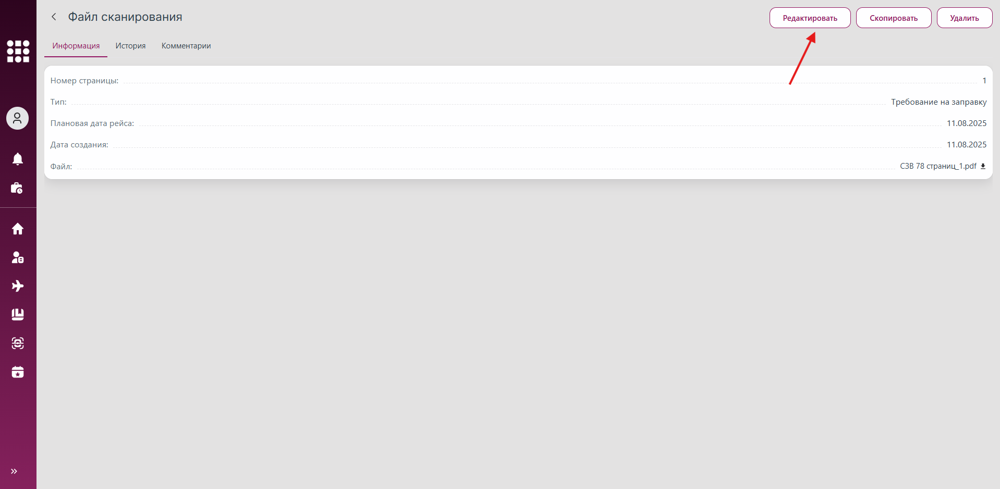 Файл сканирования
Редактировать Скопировать Удалить
Информация История Комментарии
Номер страницы: 1
Тип: Требование на заправку
Плановая дата рейса: 11.08.2025
Дата создания: 11.08.2025
Файл: СЗВ 78 страниц_1.pdf